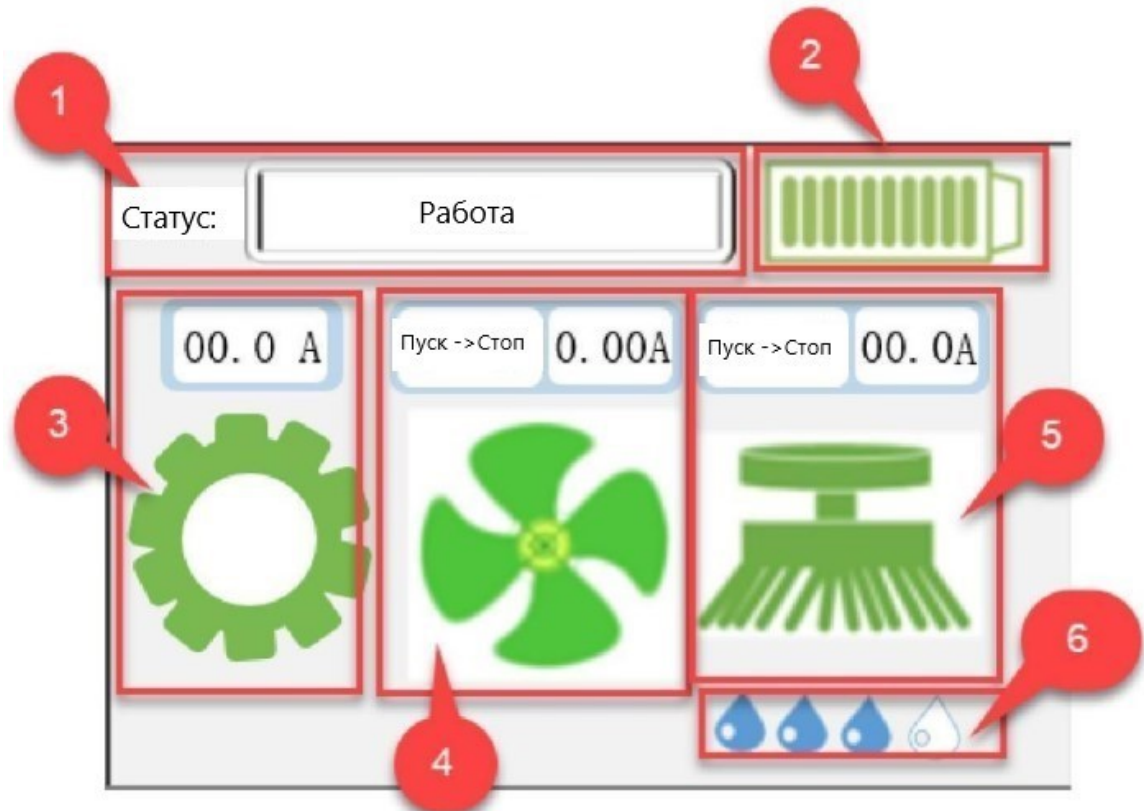 1
2
Статус:
Работа
00.0 A
Пуск ->Стоп
0.00A
Пуск ->Стоп
00.0A
3
5
6
4